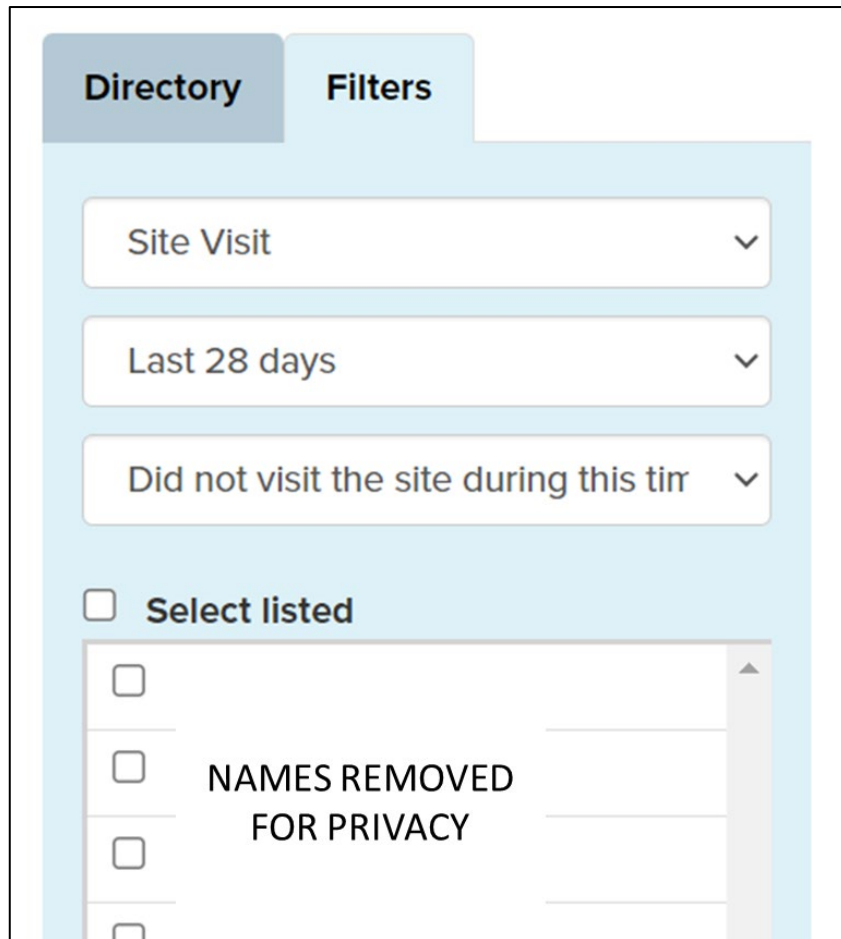 Directory Filters
Site Visit
Last 28 days
Did not visit the site during this tim
Select listed
NAMES REMOVED
FOR PRIVACY